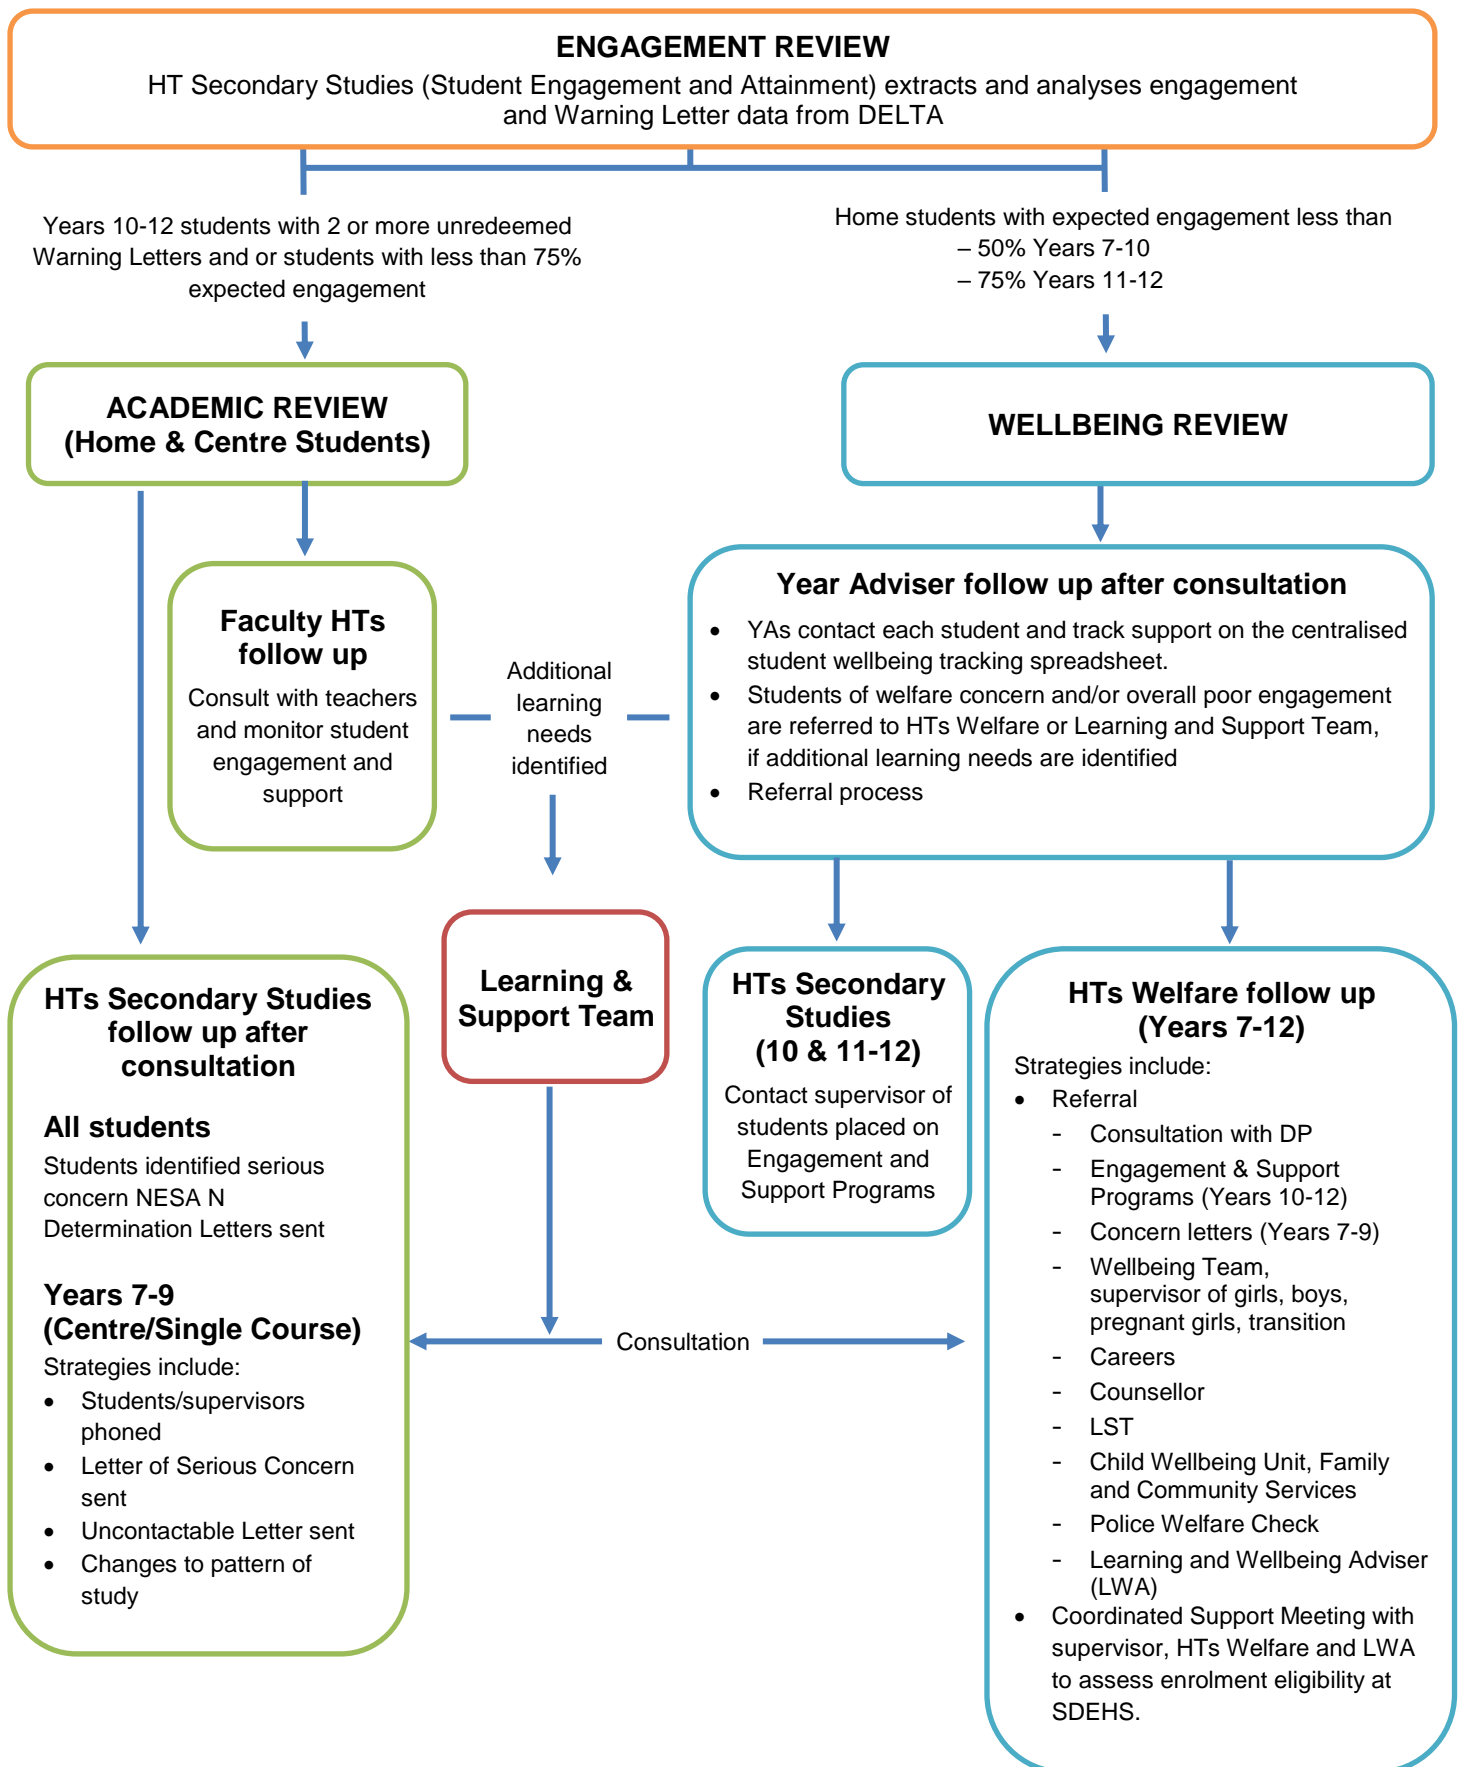 ENGAGEMENT REVIEW
HT Secondary Studies (Student Engagement and Attainment) extracts and analyses engagement
and Warning Letter data from DELTA
Years 10-12 students with 2 or more unredeemed
Warning Letters and or students with less than 75%
expected engagement
Home students with expected engagement less than
– 50% Years 7-10
– 75% Years 11-12
ACADEMIC REVIEW
(Home & Centre Students)
WELLBEING REVIEW
Faculty HTs
follow up
Consult with teachers
and monitor student
engagement and
support
Additional
learning
needs
identified
Year Adviser follow up after consultation
• YAs contact each student and track support on the centralised
student wellbeing tracking spreadsheet.
• Students of welfare concern and/or overall poor engagement
are referred to HTs Welfare or Learning and Support Team,
if additional learning needs are identified
• Referral process
HTs Secondary Studies
follow up after
consultation
All students
Students identified serious
concern NESA N
Determination Letters sent
Years 7-9
(Centre/Single Course)
Strategies include:
• Students/supervisors
phoned
• Letter of Serious Concern
sent
• Uncontactable Letter sent
• Changes to pattern of
study
Learning &
Support Team
Consultation
HTs Secondary
Studies
(10 & 11-12)
Contact supervisor of
students placed on
Engagement and
Support Programs
HTs Welfare follow up
(Years 7-12)
Strategies include:
• Referral
- Consultation with DP
- Engagement & Support
Programs (Years 10-12)
- Concern letters (Years 7-9)
- Wellbeing Team,
supervisor of girls, boys,
pregnant girls, transition
- Careers
- Counsellor
- LST
- Child Wellbeing Unit, Family
and Community Services
- Police Welfare Check
- Learning and Wellbeing Adviser
(LWA)
• Coordinated Support Meeting with
supervisor, HTs Welfare and LWA
to assess enrolment eligibility at
SDEHS.